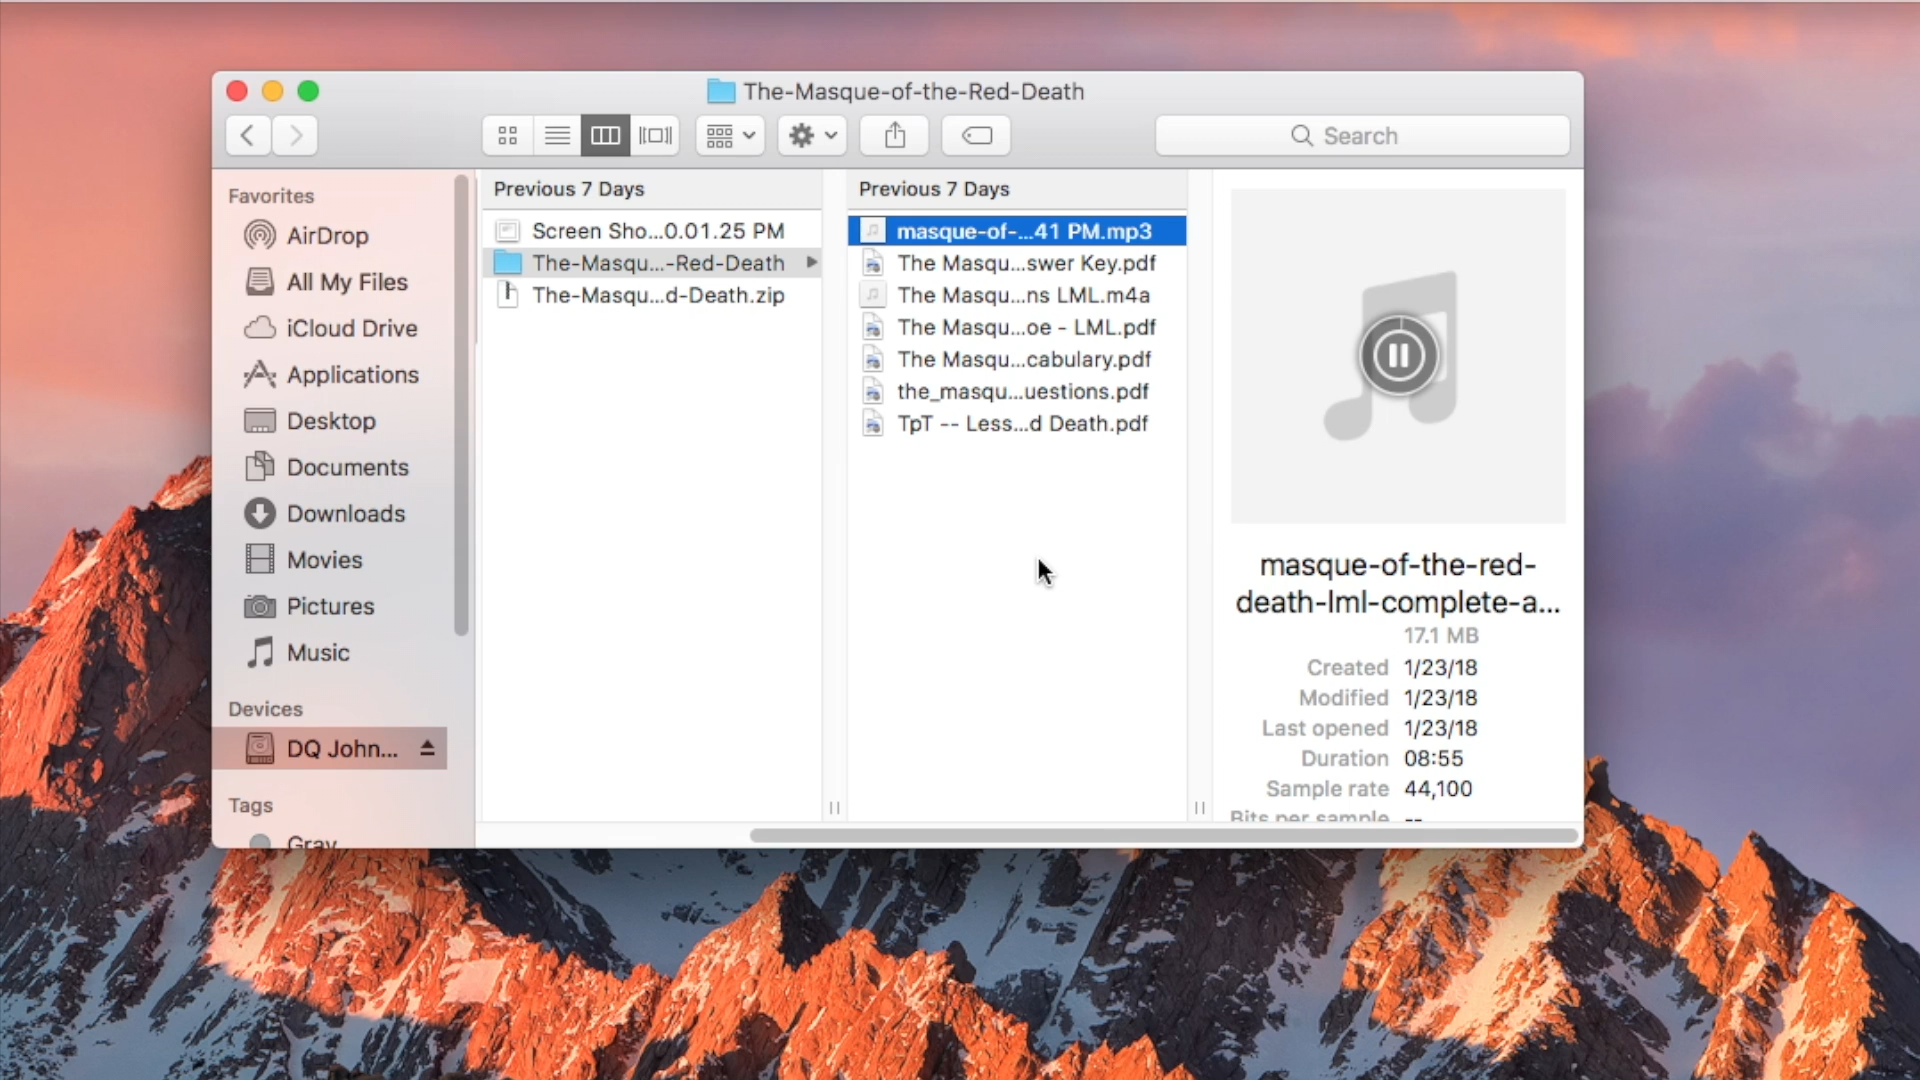 The-Masque-of-the-Red-Death
Search
Favorites
AirDrop
All My Files
iCloud Drive
Applications
Desktop
Documents
Downloads
Movies
Pictures
Music
Devices
DQ John...
Tags
Gray
Previous 7 Days
Screen Sho...0.01.25 PM
The-Masqu...-Red-Death
The-Masqu...d-Death.zip
Previous 7 Days
masque-of-...41 PM.mp3
The Masqu...swer Key.pdf
The Masqu...ns LML.m4a
The Masqu...oe - LML.pdf
The Masqu...cabulary.pdf
the_masqu...uestions.pdf
TpT -- Less...d Death.pdf
masque-of-the-red-
death-lml-complete-a...
17.1 MB
Created 1/23/18
Modified 1/23/18
Last opened 1/23/18
Duration 08:55
Sample rate 44,100
Bits per sample --